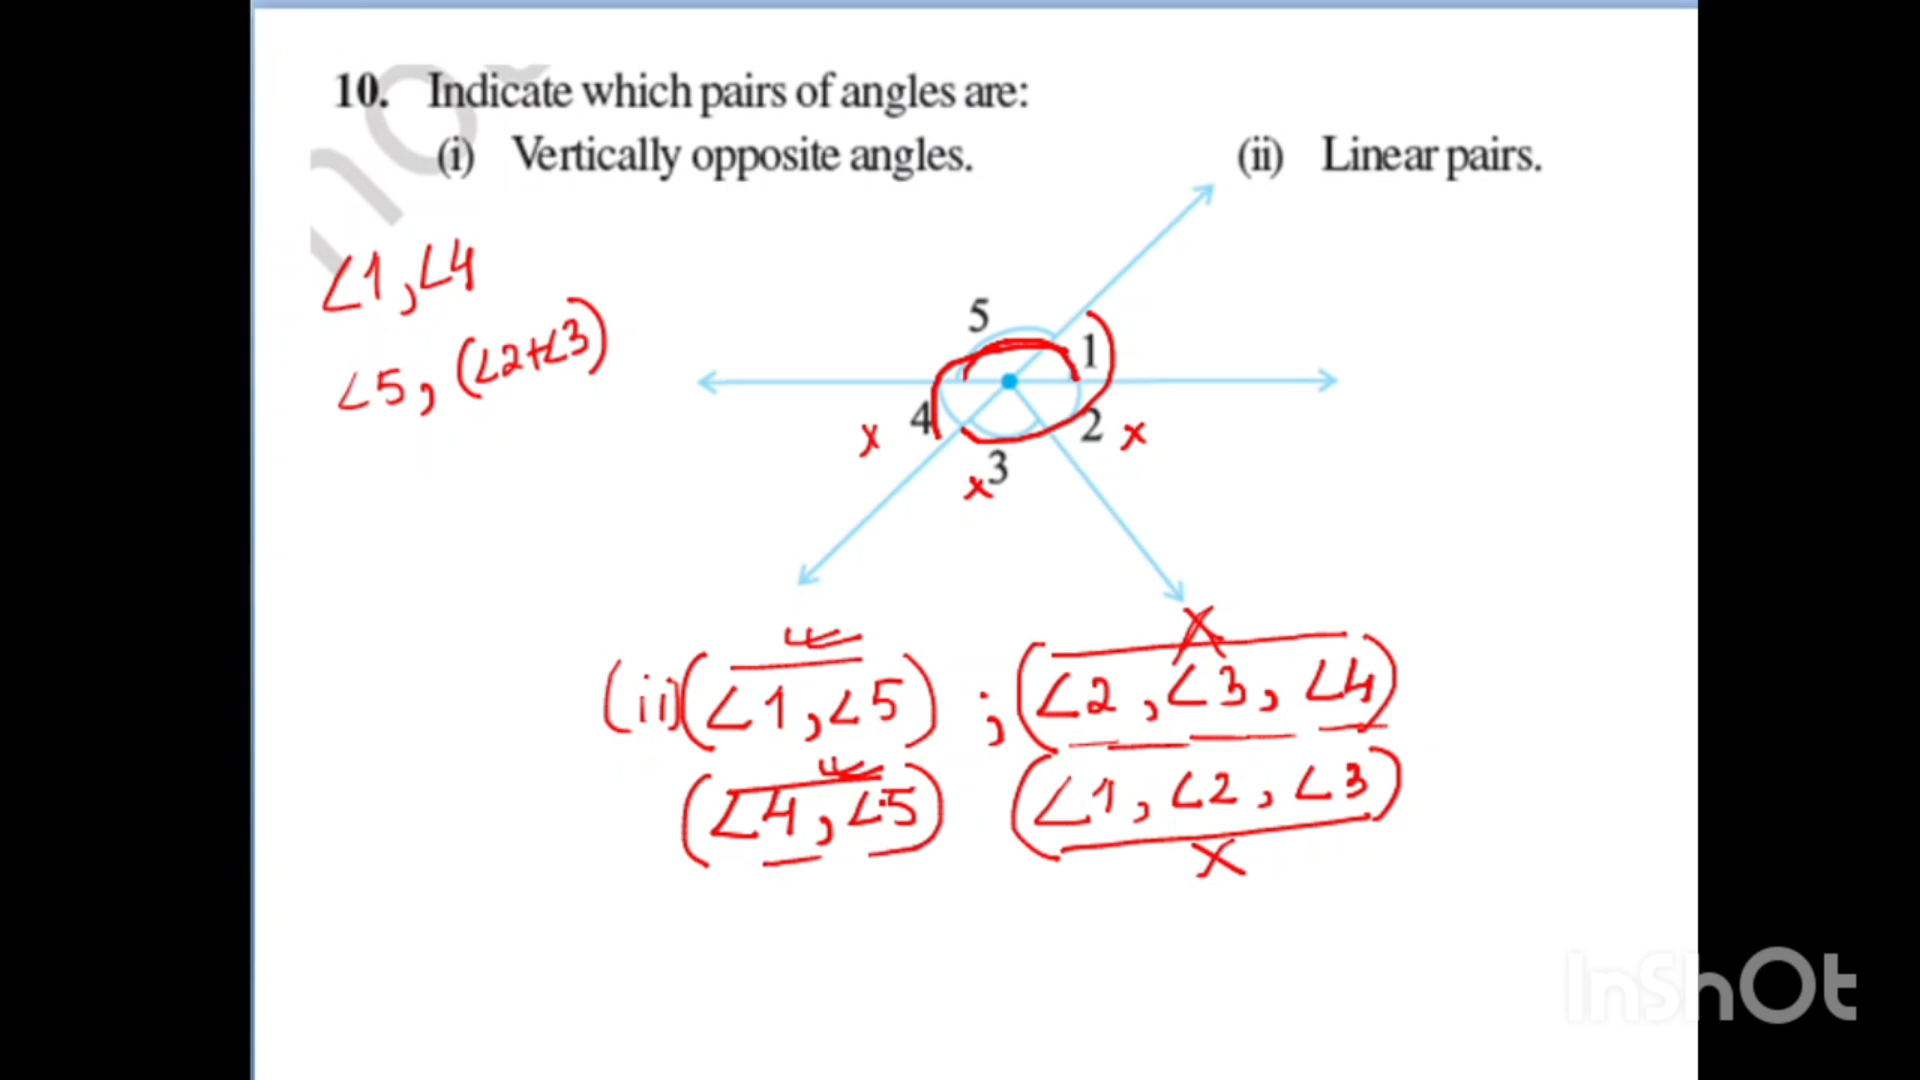 10. Indicate which pairs of angles are:
(i) Vertically opposite angles. (ii) Linear pairs.
∠1, ∠4
∠5, (∠2+∠3)
5
1
4
2
x
x
3
x
x
(ii) (∠1, ∠5) ; (∠2, ∠3, ∠4)
(∠4, ∠5) (∠1, ∠2, ∠3)
x
InShOt